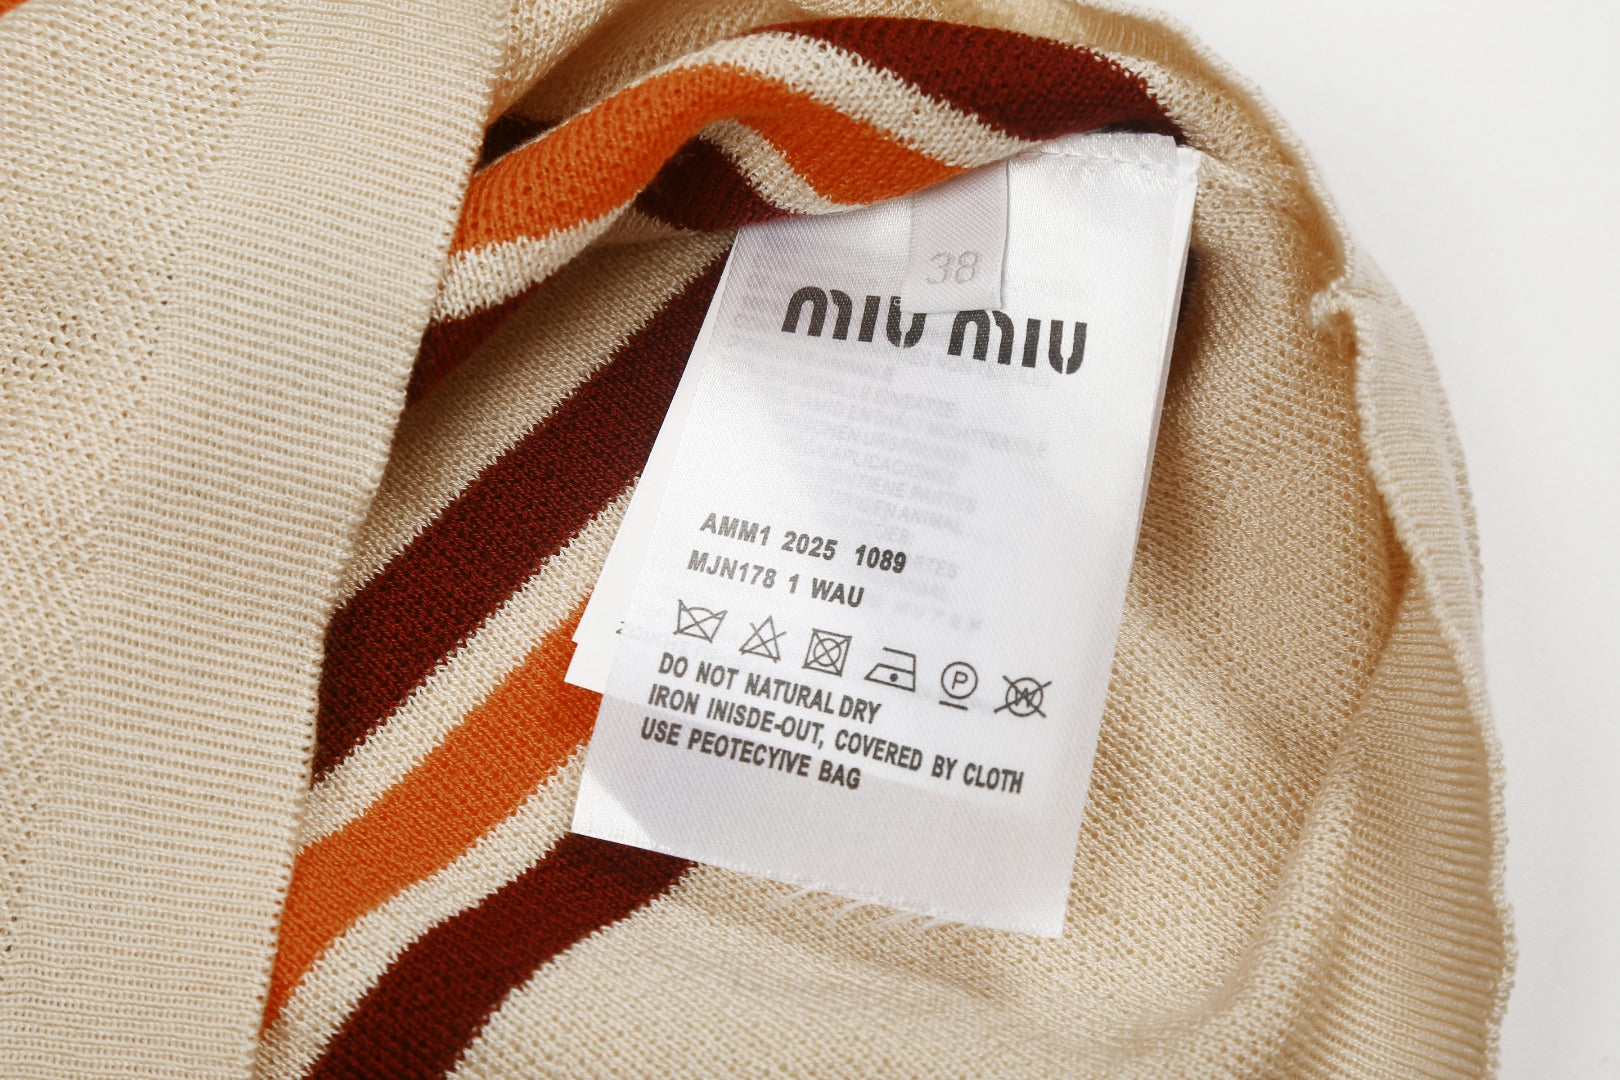 38
MIU MIU
AMM1 2025 1089
MJN178 1 WAU
P W
DO NOT NATURAL DRY
IRON INISDE-OUT, COVERED BY CLOTH
USE PEOTECYIVE BAG